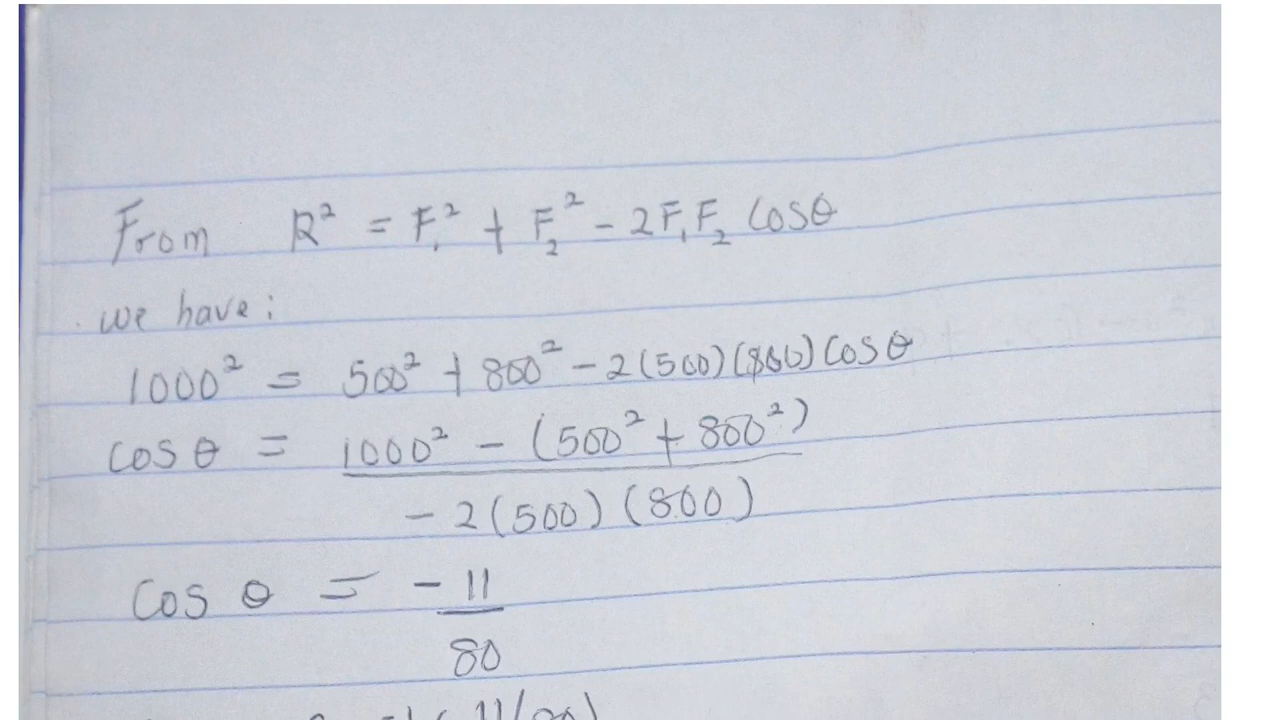 From R² = F₁² + F₂² - 2F₁F₂ Cosθ
we have:
1000² = 500² + 800² - 2(500)(800)Cosθ
Cosθ = 1000² - (500² + 800²)
- 2(500)(800)
Cos θ = - 11
80